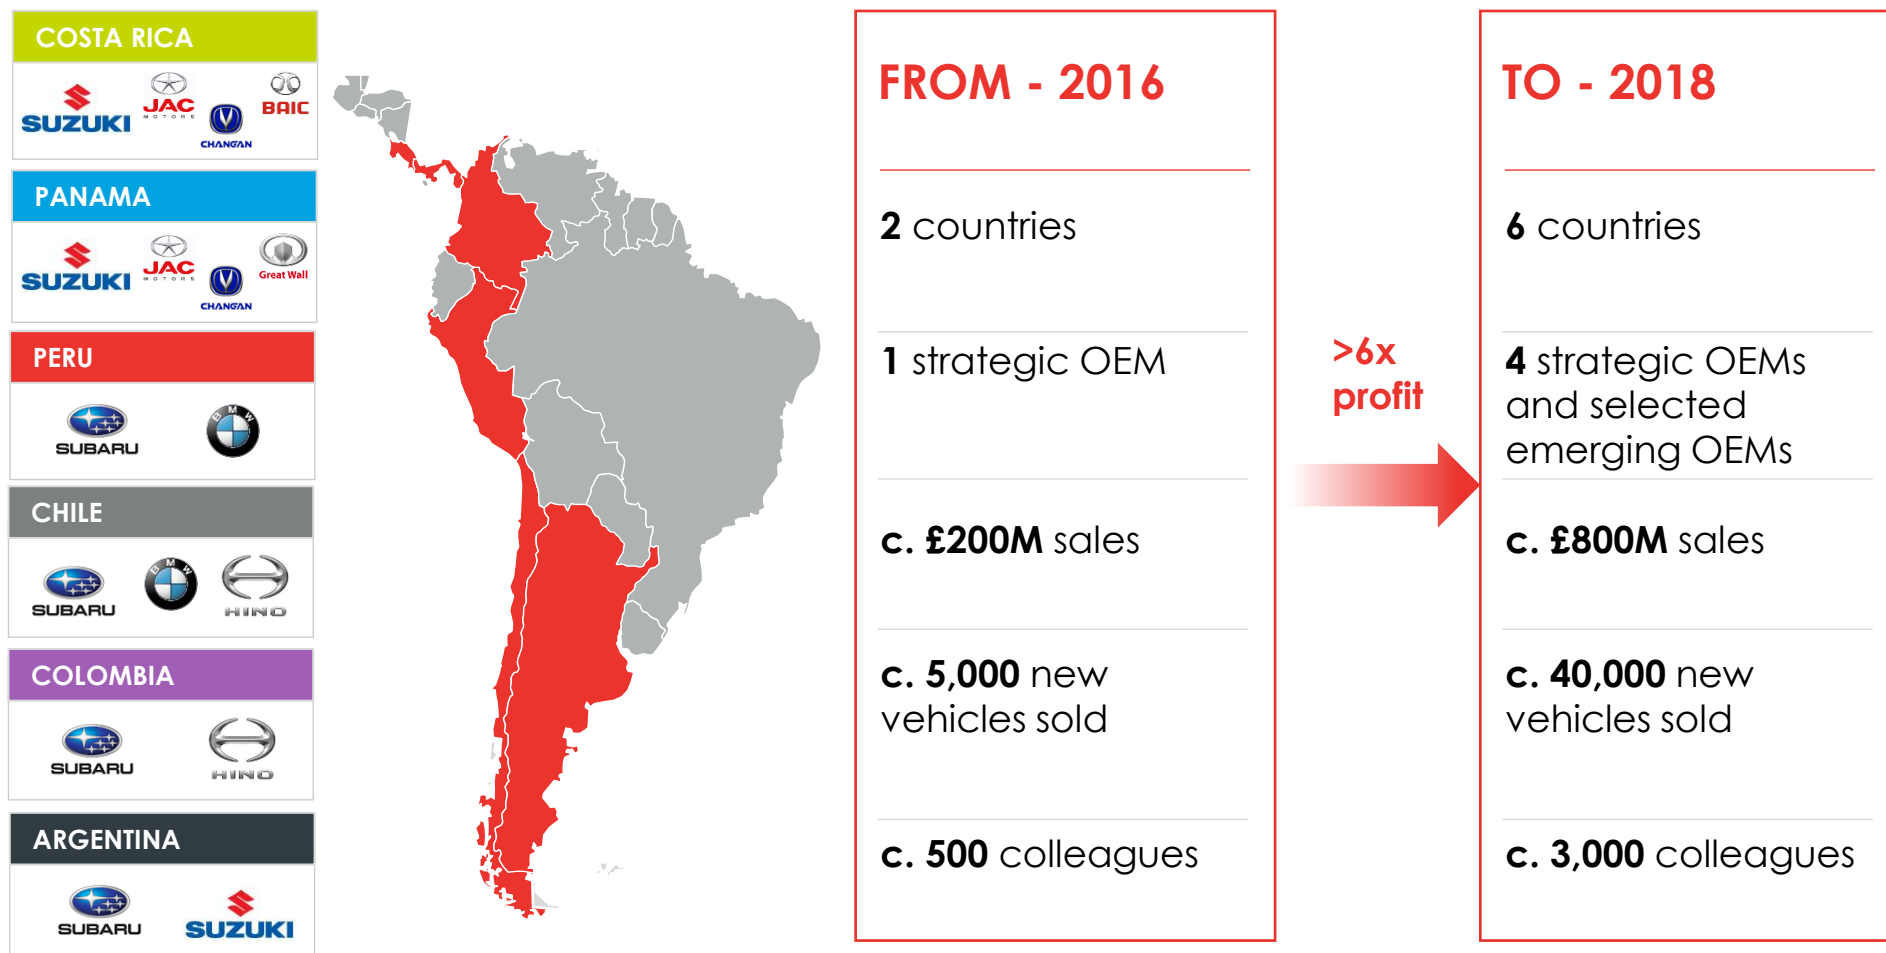 COSTA RICA
SUZUKI
JAC
MOTORS
CHANGAN
BAIC
PANAMA
SUZUKI
JAC
MOTORS
CHANGAN
Great Wall
PERU
SUBARU
BMW
CHILE
SUBARU
BMW
HINO
COLOMBIA
SUBARU
HINO
ARGENTINA
SUBARU
SUZUKI
FROM - 2016
2 countries
1 strategic OEM
c. £200M sales
c. 5,000 new
vehicles sold
c. 500 colleagues
>6x
profit
TO - 2018
6 countries
4 strategic OEMs
and selected
emerging OEMs
c. £800M sales
c. 40,000 new
vehicles sold
c. 3,000 colleagues